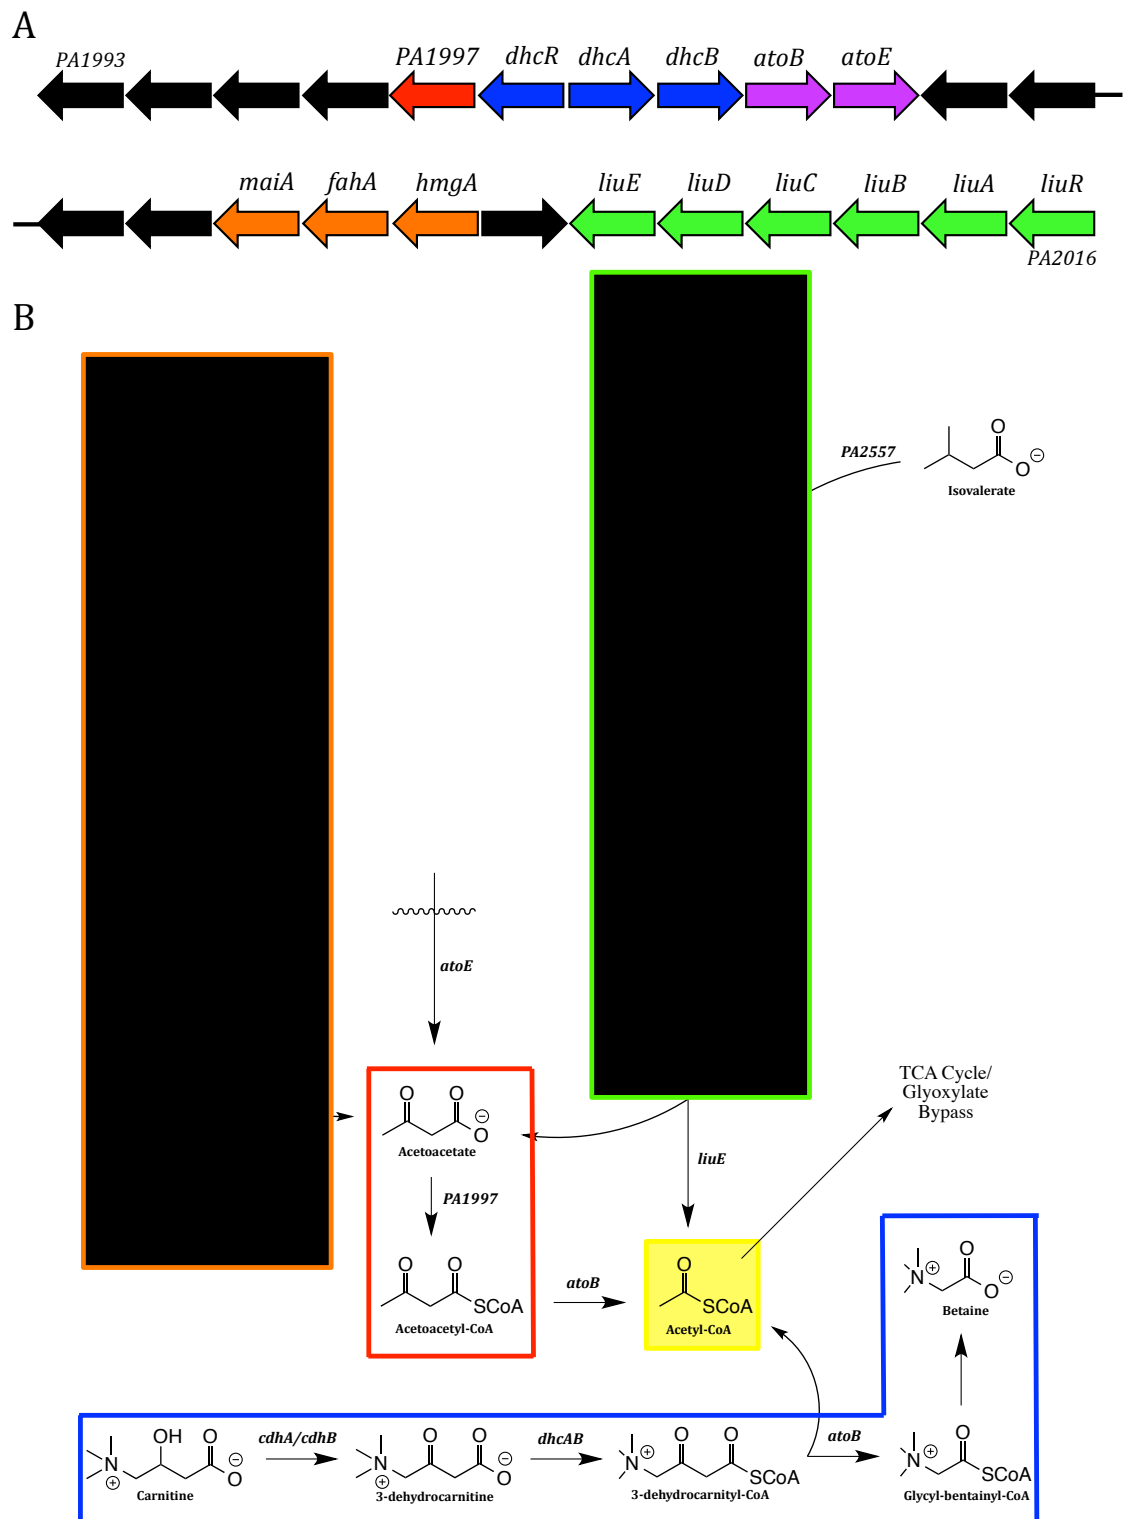 A
PA1993
PA1997 dhcR dhcA dhcB atoB atoE
maiA fahA hmgA liuE liuD liuC liuB liuA liuR
PA2016
B
PA2557
O
O ⊖
Isovalerate
atoE
TCA Cycle/
Glyoxylate
Bypass
O O
⊖
O
Acetoacetate
PA1997
liuE
O O
SCoA
Acetoacetyl-CoA
atoB
O
SCoA
Acetyl-CoA
O
N ⊕
O ⊖
Betaine
OH O
N
⊕
O ⊖
Carnitine
cdhA/cdhB
O O
N
⊕
O ⊖
3-dehydrocarnitine
dhcAB
O O
N ⊕
SCoA
3-dehydrocarnityl-CoA
atoB
O
N ⊕
SCoA
Glycyl-bentainyl-CoA